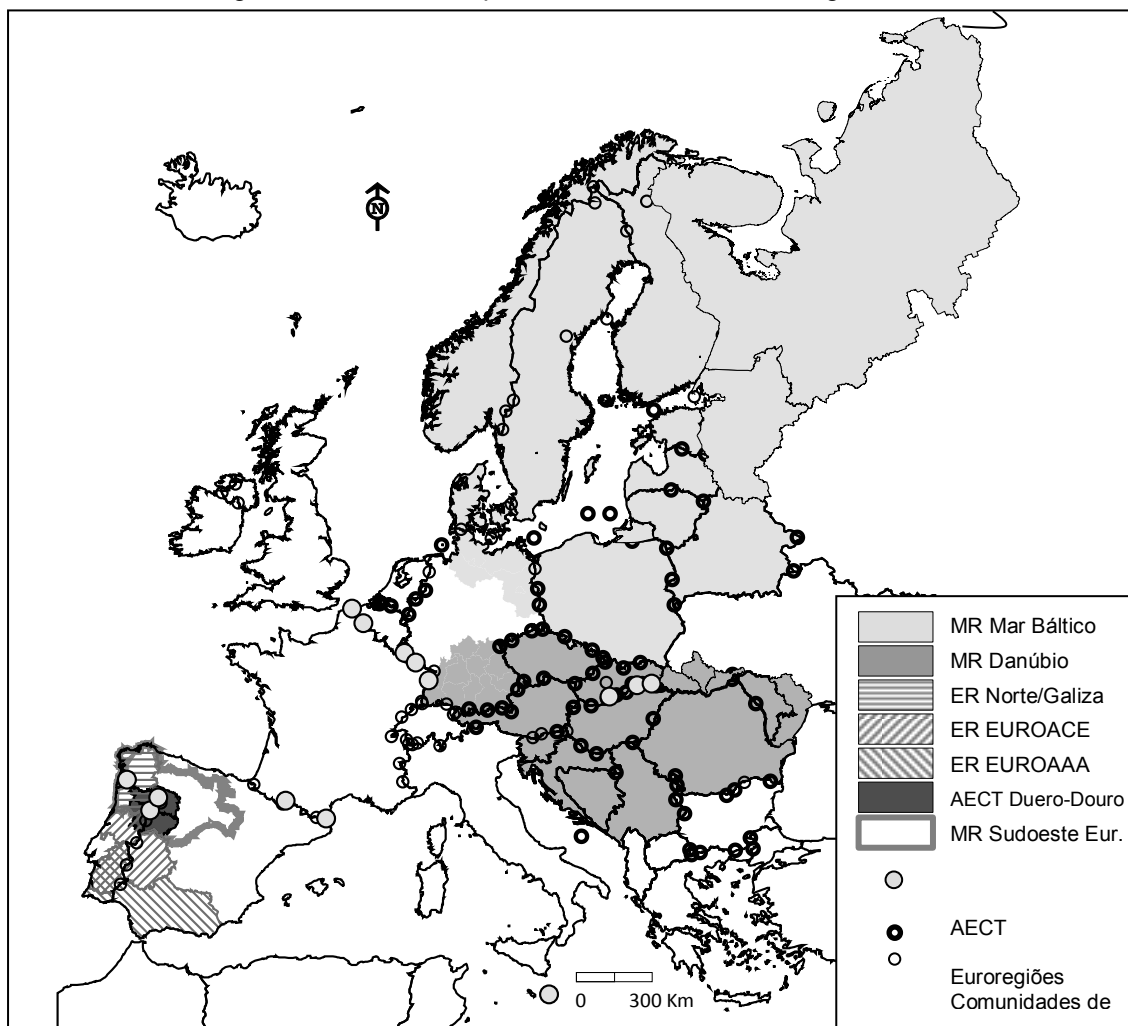 N
MR Mar Báltico
MR Danúbio
ER Norte/Galiza
ER EUROACE
ER EUROAAA
AECT Duero-Douro
MR Sudoeste Eur.
AECT
Euroregiões
Comunidades de
0 300 Km